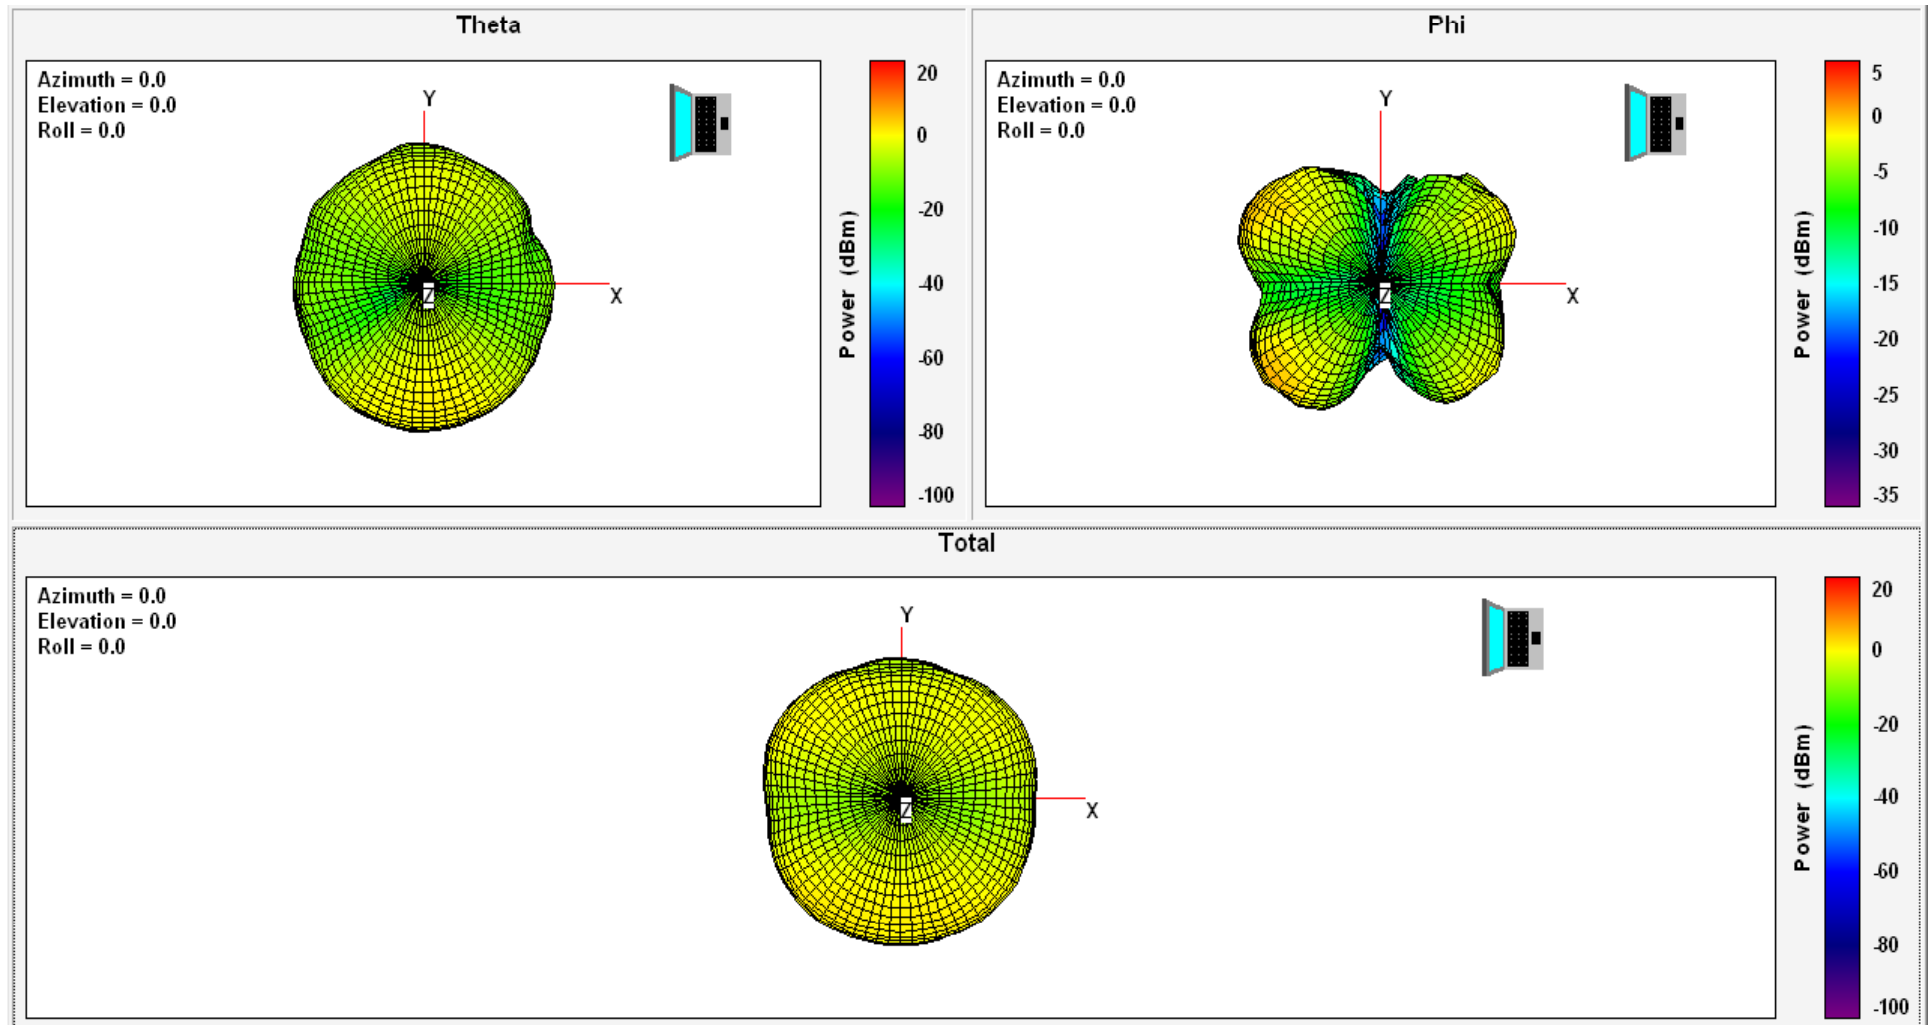 Theta
Azimuth = 0.0
Elevation = 0.0
Roll = 0.0
Y
X
Z
20
0
-20
-40
-60
-80
-100
Power (dBm)
Phi
Azimuth = 0.0
Elevation = 0.0
Roll = 0.0
Y
X
Z
5
0
-5
-10
-15
-20
-25
-30
-35
Power (dBm)
Total
Azimuth = 0.0
Elevation = 0.0
Roll = 0.0
Y
X
Z
20
0
-20
-40
-60
-80
-100
Power (dBm)